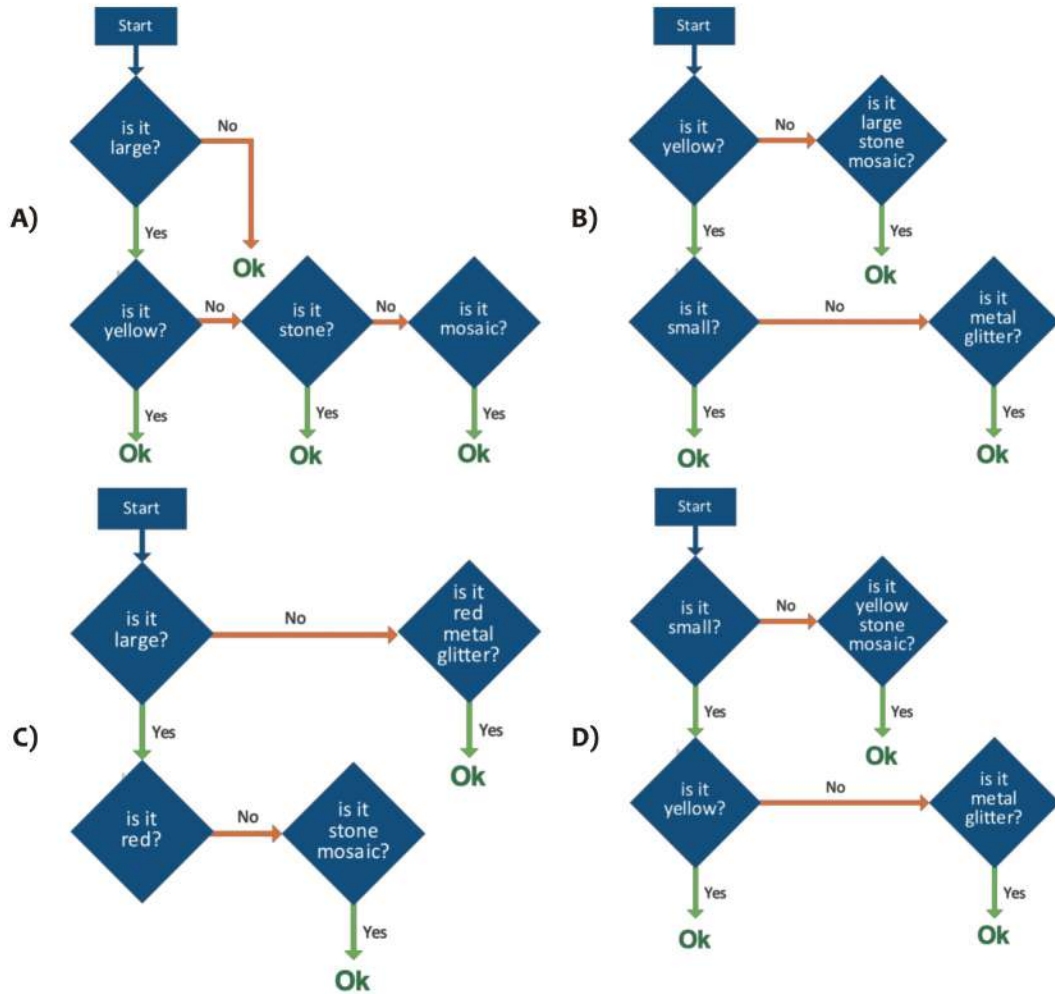 A)
Start
is it
large?
No
Yes
Ok
is it
yellow?
No
is it
stone?
No
is it
mosaic?
Yes
Yes
Yes
Ok
Ok
Ok
B)
Start
is it
yellow?
No
is it
large
stone
mosaic?
Yes
Yes
Ok
is it
small?
No
is it
metal
glitter?
Yes
Yes
Ok
Ok
C)
Start
is it
large?
No
is it
red
metal
glitter?
Yes
Yes
Ok
is it
red?
No
is it
stone
mosaic?
Yes
Ok
D)
Start
is it
small?
No
is it
yellow
stone
mosaic?
Yes
Yes
Ok
is it
yellow?
No
is it
metal
glitter?
Yes
Yes
Ok
Ok